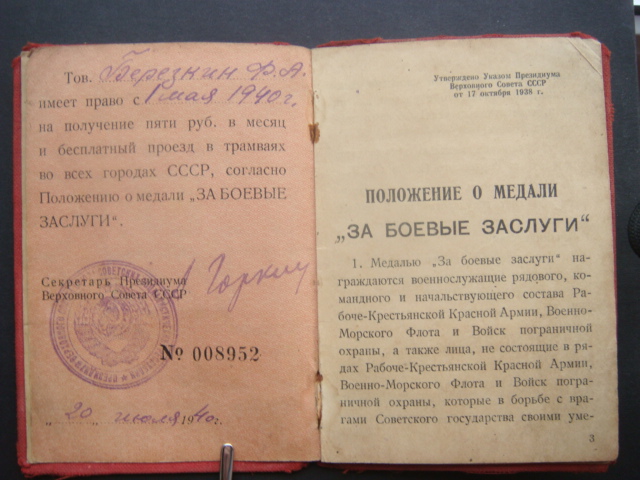 Тов. Березкин Ф.А.
имеет право с 1 мая 1940 г.
на получение пяти руб. в месяц
и бесплатный проезд в трамваях
во всех городах СССР, согласно
Положению о медали „ЗА БОЕВЫЕ
ЗАСЛУГИ“.
Секретарь Президиума
Верховного Совета СССР
Горкин
№ 008952
„20“ июля 1940г.
Утверждено Указом Президиума
Верховного Совета СССР
от 17 октября 1938 г.
ПОЛОЖЕНИЕ О МЕДАЛИ
„ЗА БОЕВЫЕ ЗАСЛУГИ“
1. Медалью „За боевые заслуги“ на-
граждаются военнослужащие рядового, ко-
мандного и начальствующего состава Ра-
боче-Крестьянской Красной Армии, Военно-
Морского Флота и Войск пограничной
охраны, а также лица, не состоящие в ря-
дах Рабоче-Крестьянской Красной Армии,
Военно-Морского Флота и Войск погра-
ничной охраны, которые в борьбе с вра-
гами Советского государства своими уме-
3